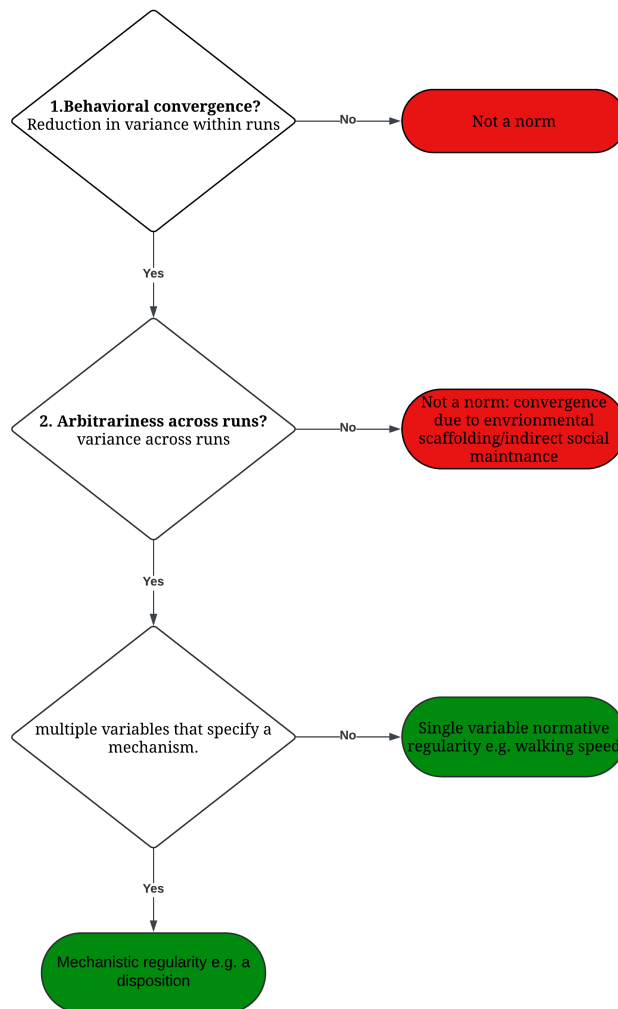 1.Behavioral convergence?
Reduction in variance within runs
No
Not a norm
Yes
2. Arbitrariness across runs?
variance across runs
No
Not a norm: convergence
due to envrionmental
scaffolding/indirect social
maintnance
Yes
multiple variables that specify a
mechanism.
No
Single variable normative
regularity e.g. walking speed
Yes
Mechanistic regularity e.g. a
disposition